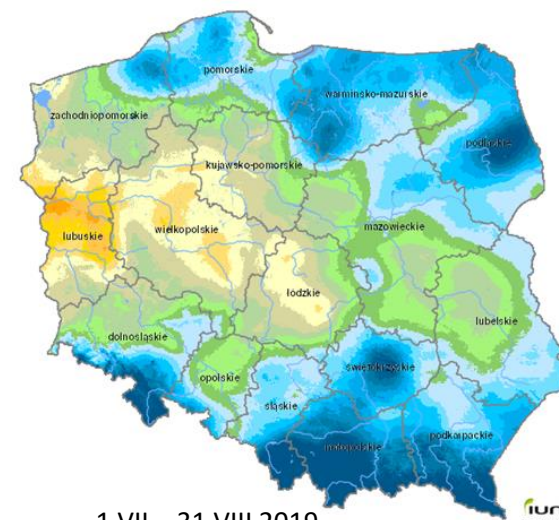 pomorskie
warmińsko-mazurskie
zachodniopomorskie
podlaskie
kujawsko-pomorskie
mazowieckie
lubuskie
wielkopolskie
łódzkie
lubelskie
dolnośląskie
opolskie
świętokrzyskie
śląskie
małopolskie
podkarpackie
1 VII – 31 VIII 2019